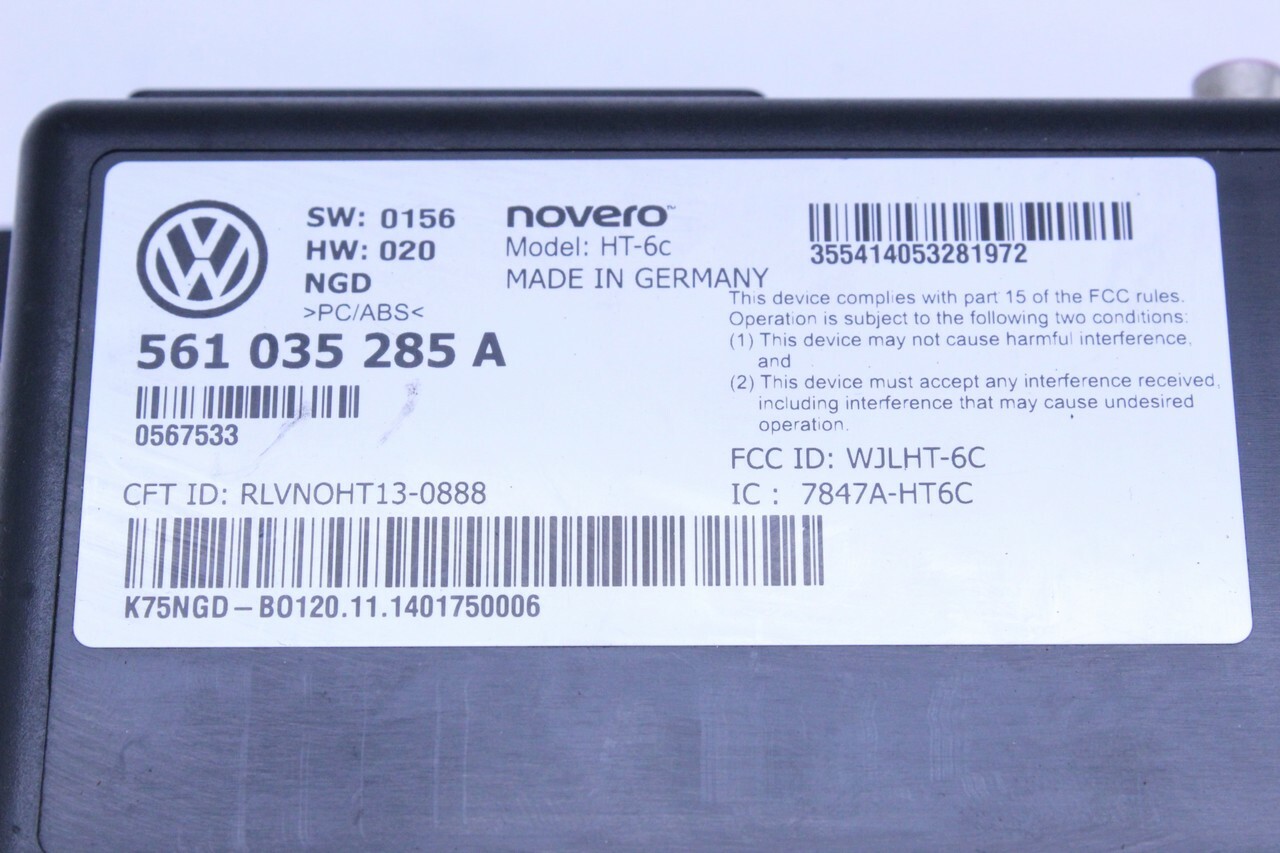 SW: 0156
HW: 020
NGD
>PC/ABS<
561 035 285 A
0567533
novero™
Model: HT-6c
MADE IN GERMANY
355414053281972
This device complies with part 15 of the FCC rules.
Operation is subject to the following two conditions:
(1) This device may not cause harmful interference,
and
(2) This device must accept any interference received,
including interference that may cause undesired
operation.
FCC ID: WJLHT-6C
IC : 7847A-HT6C
CFT ID: RLVNOHT13-0888
K75NGD–BO120.11.1401750006